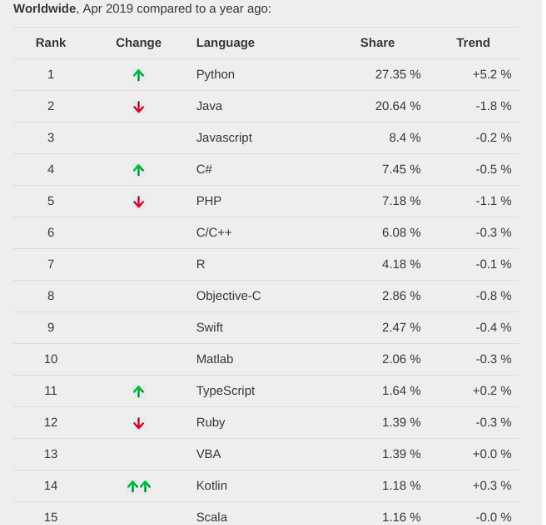 Worldwide, Apr 2019 compared to a year ago:
Rank Change Language Share Trend
1 Python 27.35 % +5.2 %
2 Java 20.64 % -1.8 %
3 Javascript 8.4 % -0.2 %
4 C# 7.45 % -0.5 %
5 PHP 7.18 % -1.1 %
6 C/C++ 6.08 % -0.3 %
7 R 4.18 % -0.1 %
8 Objective-C 2.86 % -0.8 %
9 Swift 2.47 % -0.4 %
10 Matlab 2.06 % -0.3 %
11 TypeScript 1.64 % +0.2 %
12 Ruby 1.39 % -0.3 %
13 VBA 1.39 % +0.0 %
14 Kotlin 1.18 % +0.3 %
15 Scala 1.16 % -0.0 %